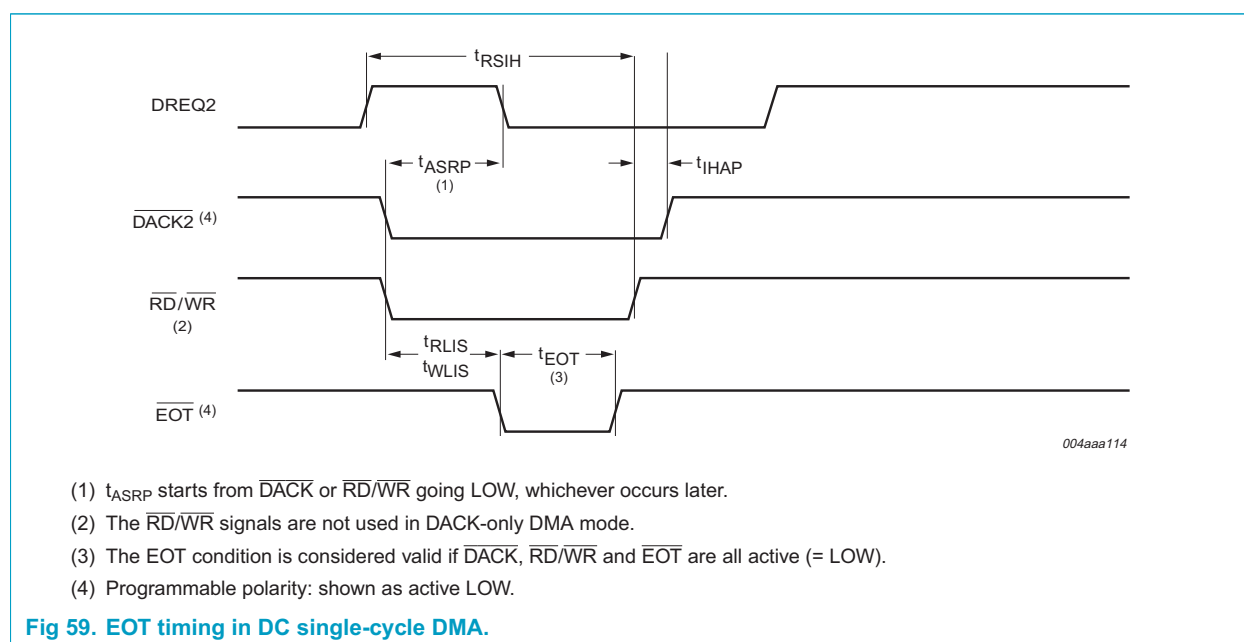 tRSIH
DREQ2
tASRP
(1)
tIHAP
DACK2 (4)
RD/WR
(2)
tRLIS
tWLIS
tEOT
(3)
EOT (4)
004aaa114
(1) tASRP starts from DACK or RD/WR going LOW, whichever occurs later.
(2) The RD/WR signals are not used in DACK-only DMA mode.
(3) The EOT condition is considered valid if DACK, RD/WR and EOT are all active (= LOW).
(4) Programmable polarity: shown as active LOW.
Fig 59. EOT timing in DC single-cycle DMA.